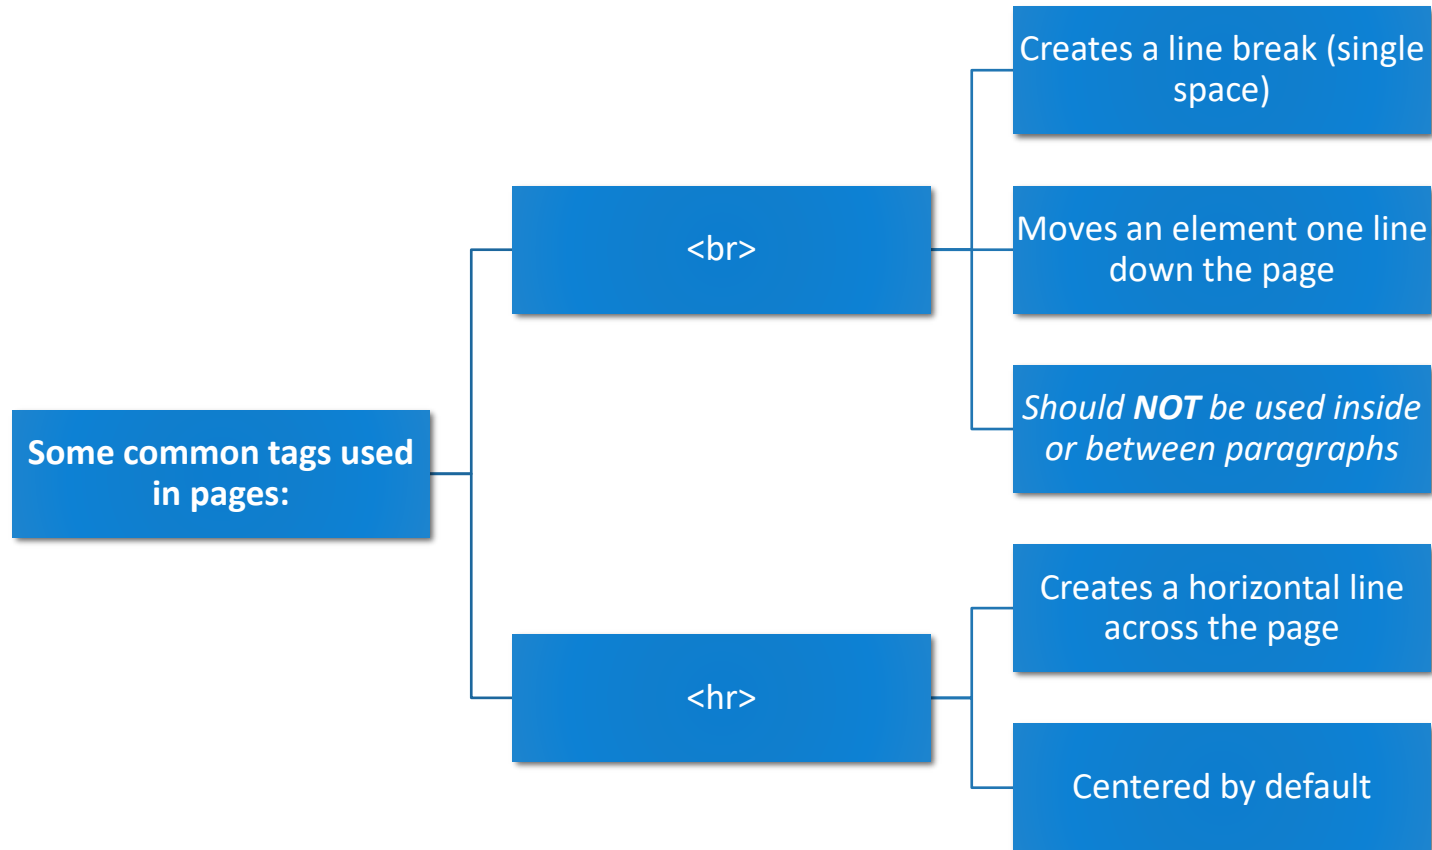 Some common tags used
in pages:
<br>
Creates a line break (single
space)
Moves an element one line
down the page
Should NOT be used inside
or between paragraphs
<hr>
Creates a horizontal line
across the page
Centered by default